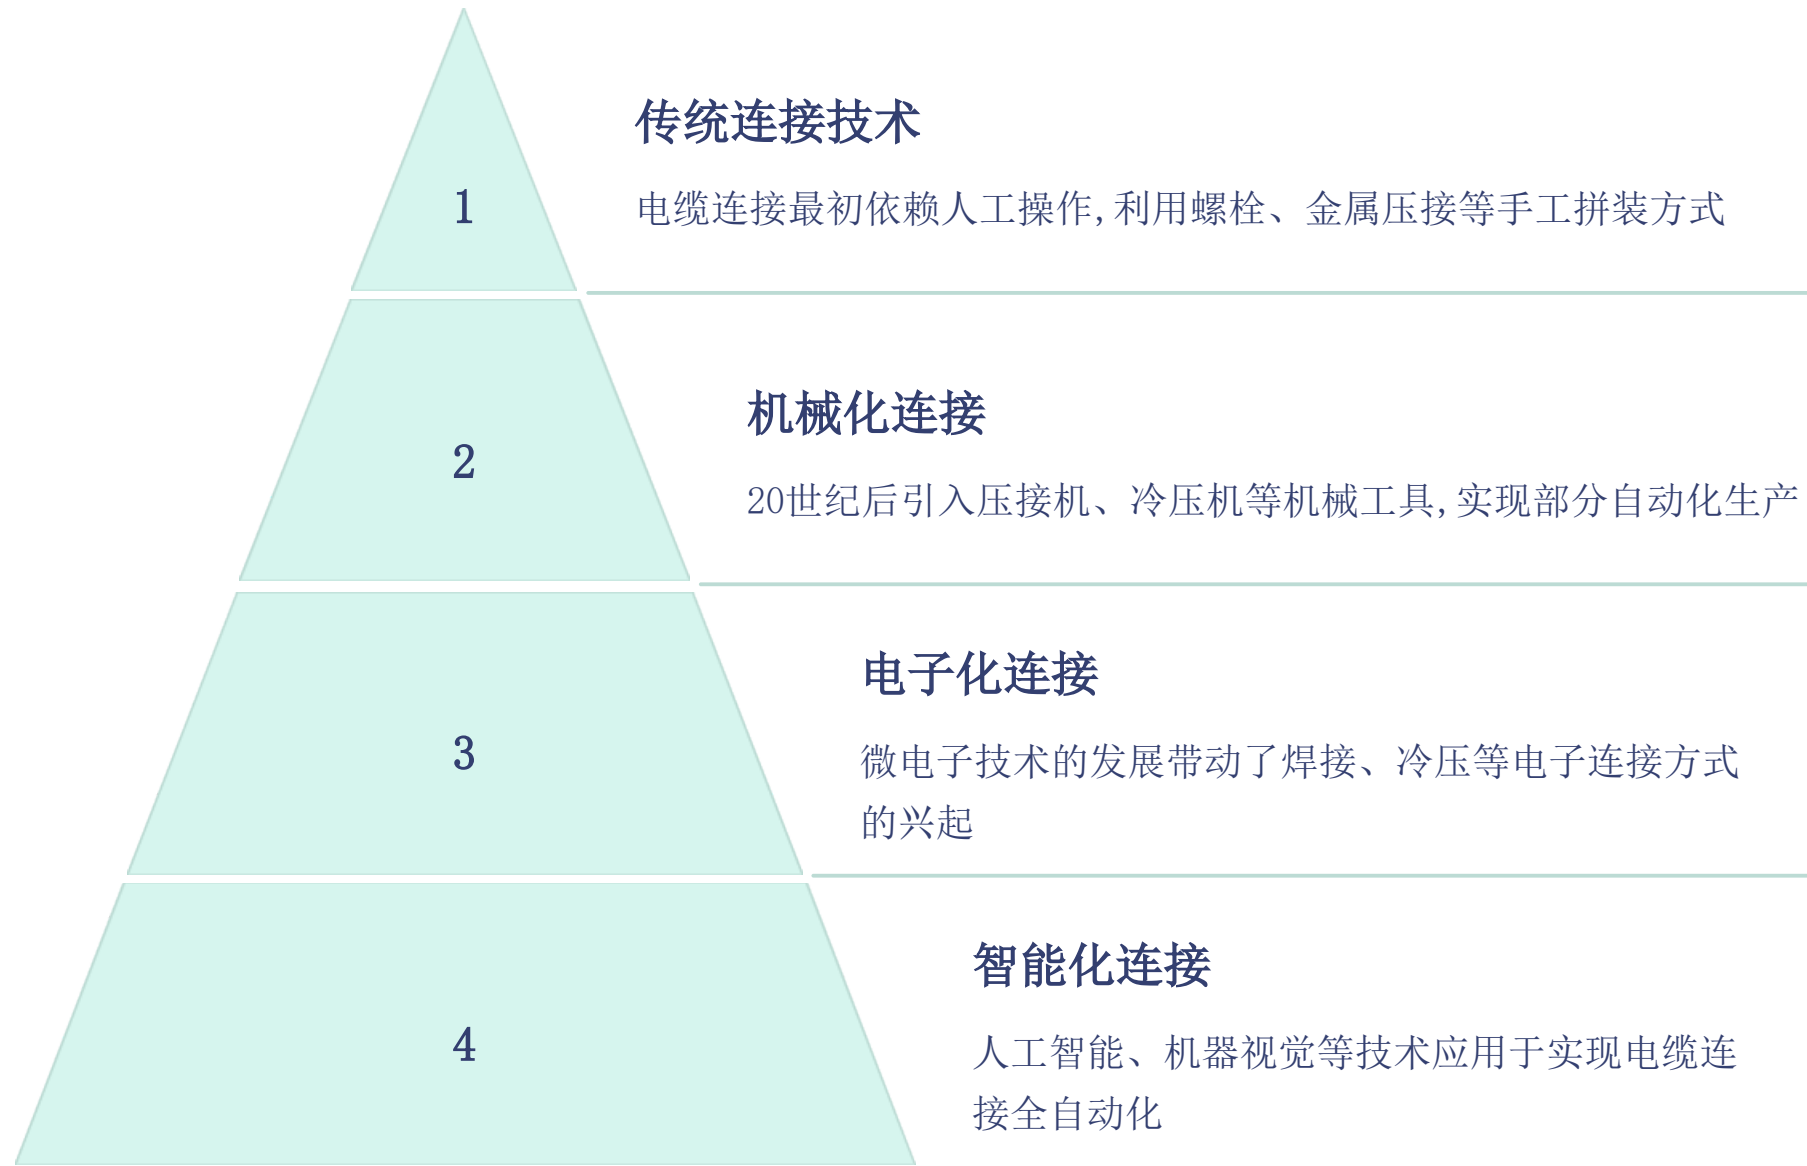 传统连接技术
1
电缆连接最初依赖人工操作,利用螺栓、金属压接等手工拼装方式
机械化连接
2
20世纪后引入压接机、冷压机等机械工具,实现部分自动化生产
电子化连接
3
微电子技术的发展带动了焊接、冷压等电子连接方式
的兴起
智能化连接
4
人工智能、机器视觉等技术应用于实现电缆连
接全自动化